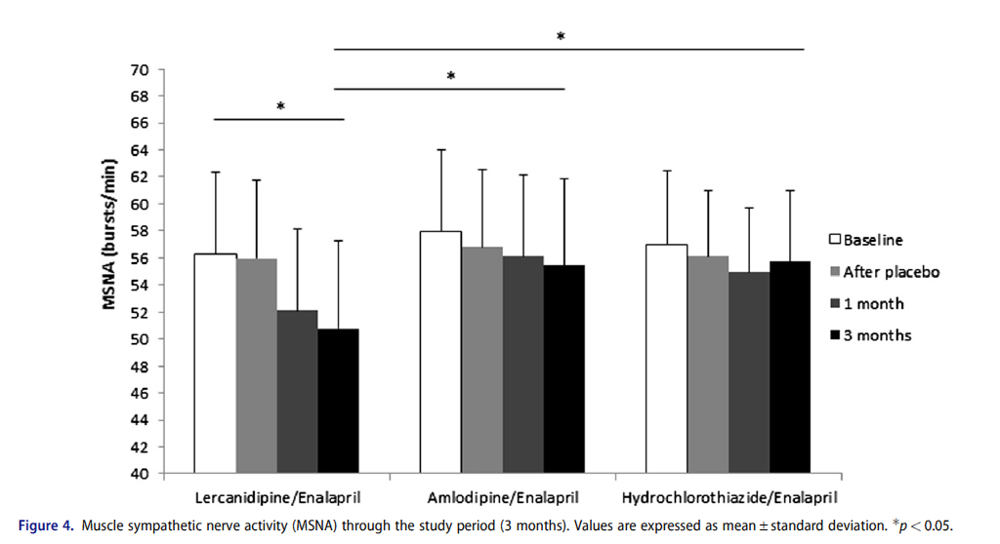 *
*
*
70
68
66
64
62
60
58
56
54
52
50
48
46
44
42
40
MSNA (bursts/min)
Baseline
After placebo
1 month
3 months
Lercanidipine/Enalapril
Amlodipine/Enalapril
Hydrochlorothiazide/Enalapril
Figure 4. Muscle sympathetic nerve activity (MSNA) through the study period (3 months). Values are expressed as mean ± standard deviation. *p < 0.05.